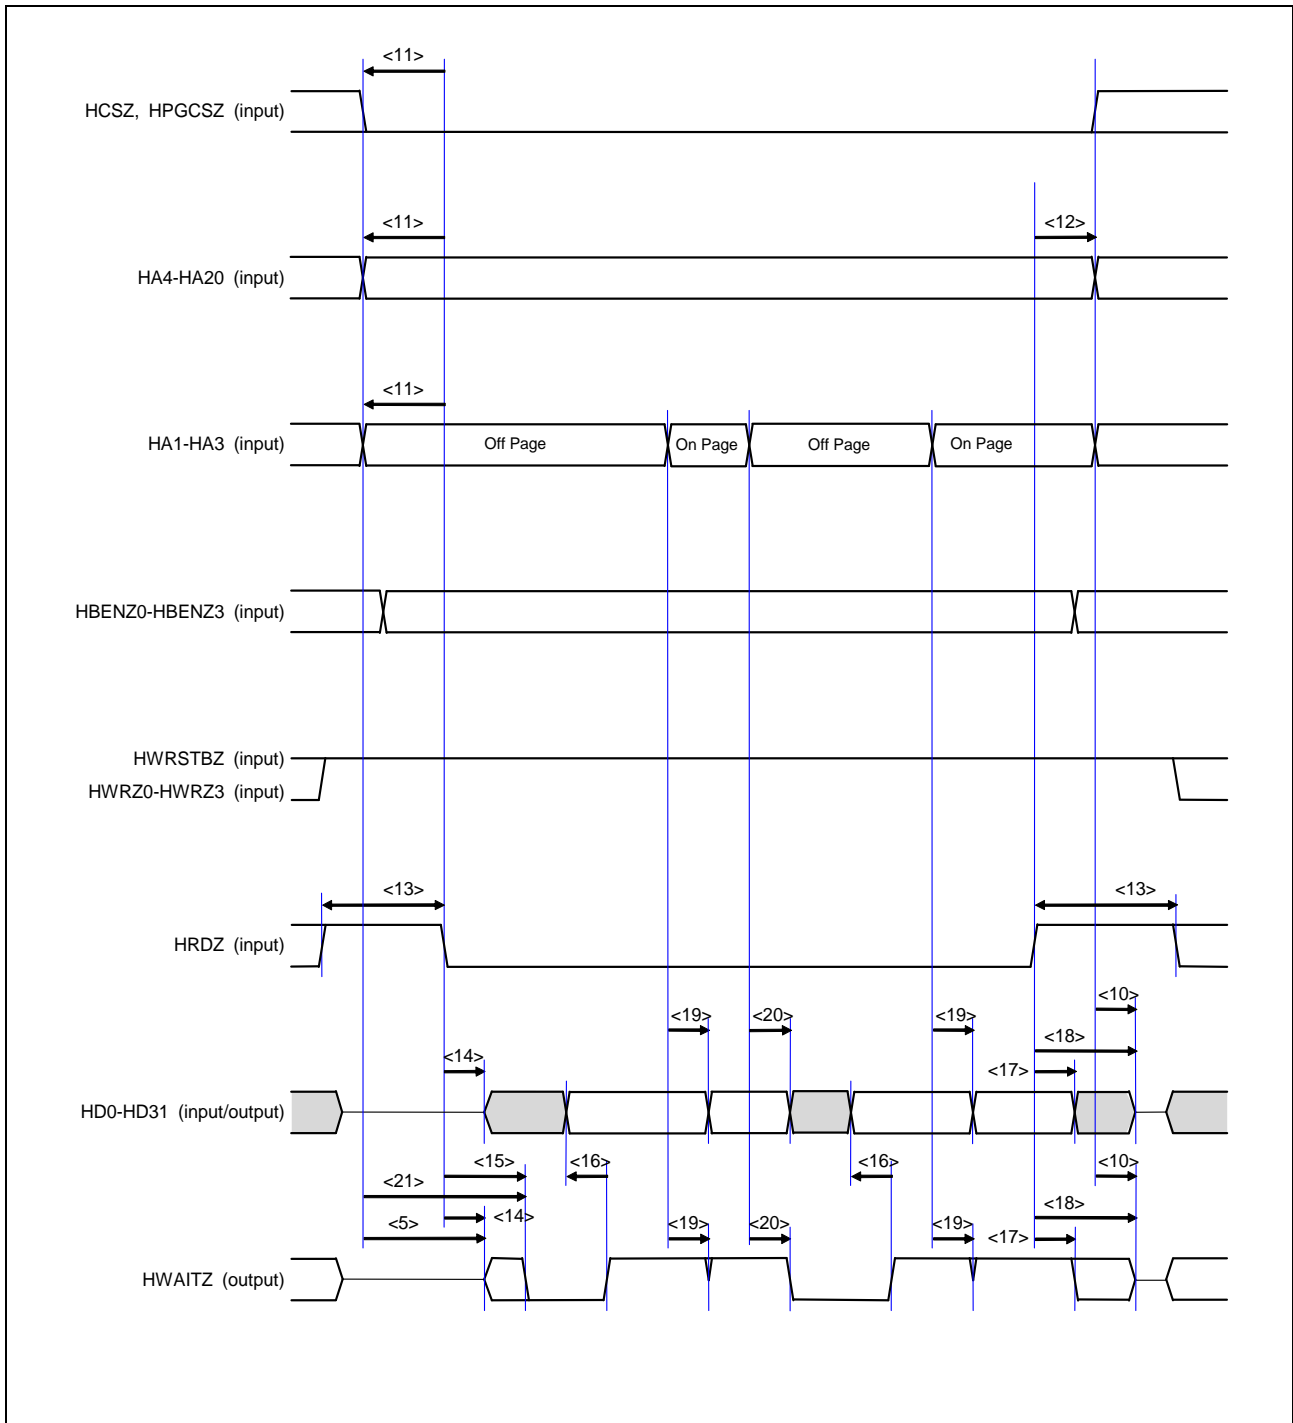 <11>
HCSZ, HPGCSZ (input)
<11>
<12>
HA4-HA20 (input)
<11>
HA1-HA3 (input)
Off Page
On Page
Off Page
On Page
HBENZ0-HBENZ3 (input)
HWRSTBZ (input)
HWRZ0-HWRZ3 (input)
<13>
<13>
HRDZ (input)
<10>
<19>
<20>
<19>
<18>
<14>
<17>
HD0-HD31 (input/output)
<15>
<16>
<16>
<10>
<21>
<14>
<18>
<5>
<19>
<20>
<19>
<17>
HWAITZ (output)